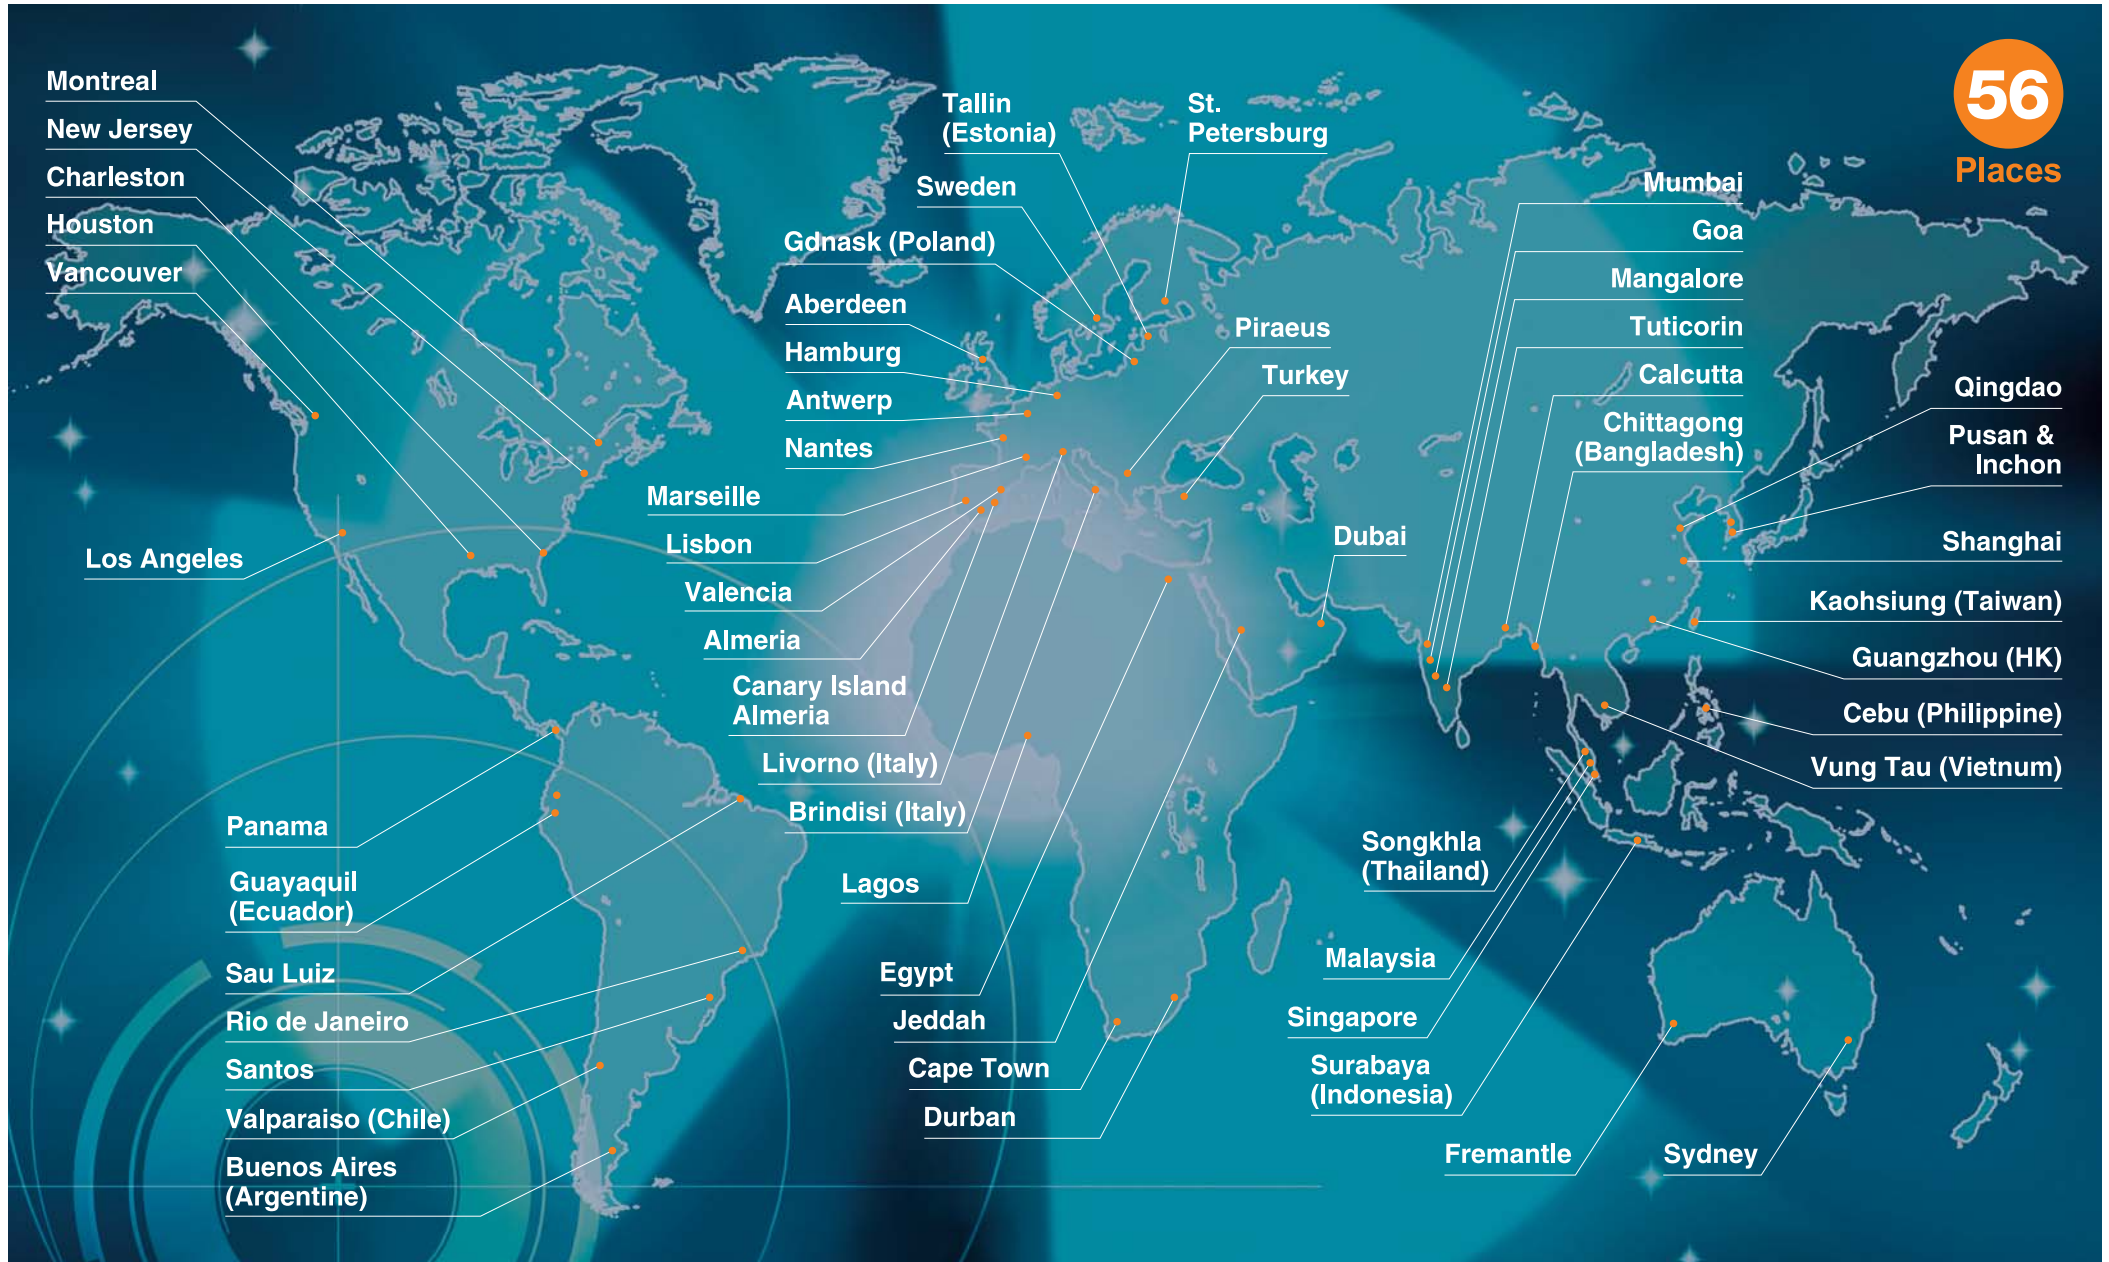 Montreal
New Jersey
Charleston
Houston
Vancouver
Los Angeles
Panama
Guayaquil
(Ecuador)
Sau Luiz
Rio de Janeiro
Santos
Valparaiso (Chile)
Buenos Aires
(Argentine)
Tallin
(Estonia)
St.
Petersburg
Sweden
Gdnask (Poland)
Aberdeen
Hamburg
Antwerp
Nantes
Marseille
Lisbon
Valencia
Almeria
Canary Island
Almeria
Livorno (Italy)
Brindisi (Italy)
Lagos
Egypt
Jeddah
Cape Town
Durban
Piraeus
Turkey
Dubai
Mumbai
Goa
Mangalore
Tuticorin
Calcutta
Chittagong
(Bangladesh)
Songkhla
(Thailand)
Malaysia
Singapore
Surabaya
(Indonesia)
Fremantle
Sydney
56
Places
Qingdao
Pusan &
Inchon
Shanghai
Kaohsiung (Taiwan)
Guangzhou (HK)
Cebu (Philippine)
Vung Tau (Vietnum)